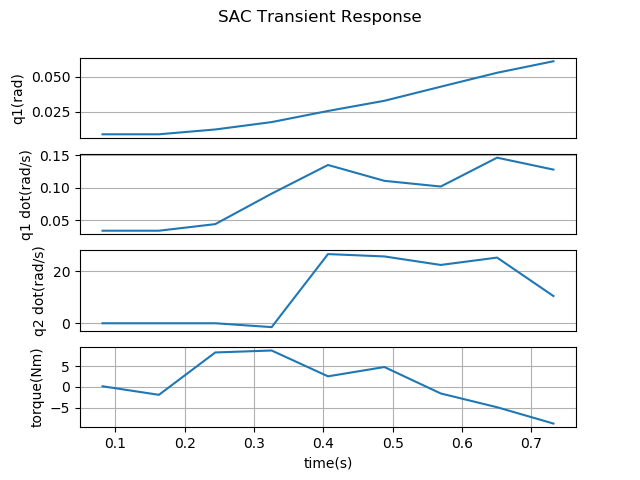 SAC Transient Response
q1(rad)
0.050
0.025
q1 dot(rad/s)
0.15
0.10
0.05
q2 dot(rad/s)
20
0
torque(Nm)
5
0
−5
0.1 0.2 0.3 0.4 0.5 0.6 0.7
time(s)